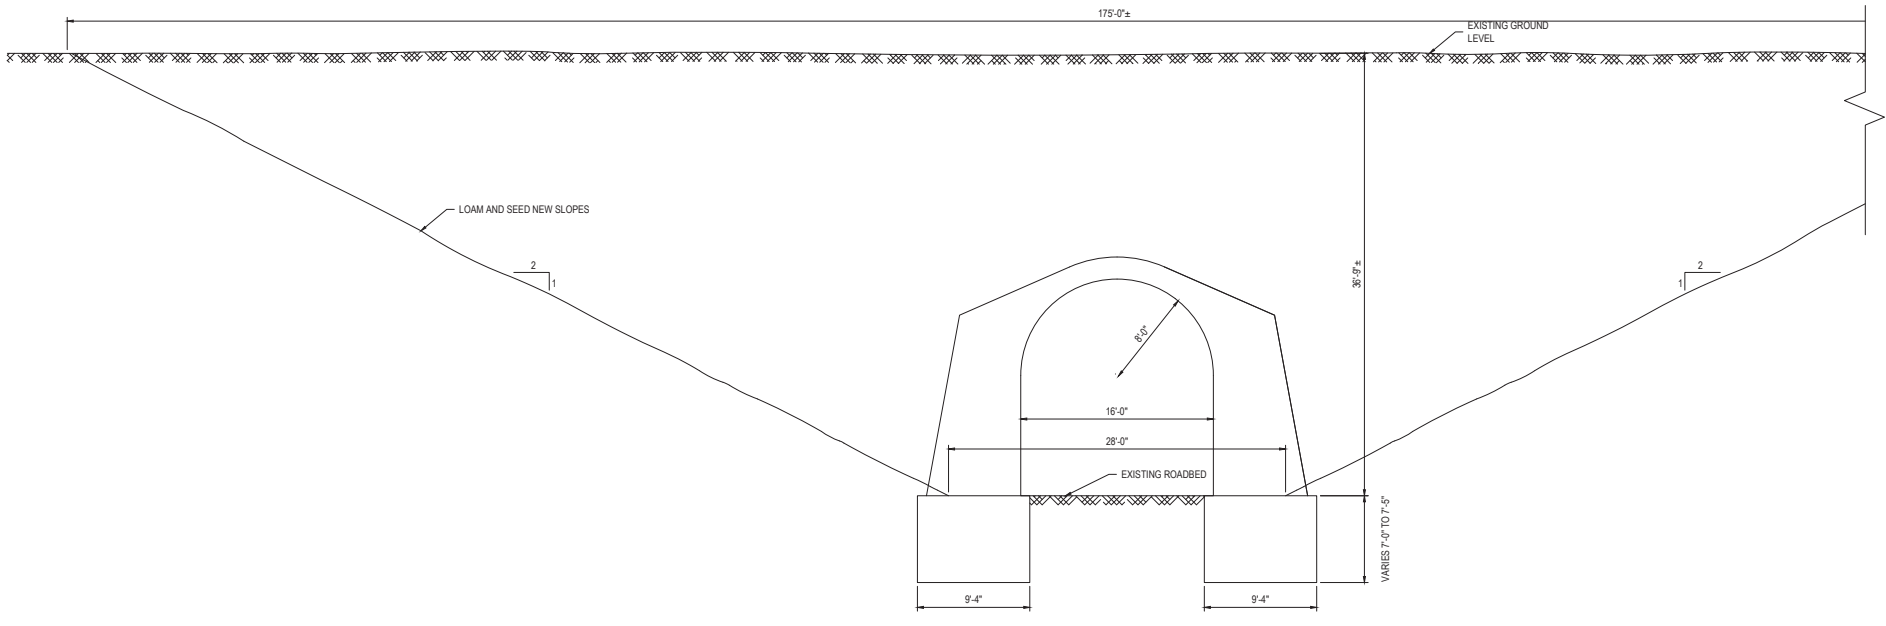 175'-0"±
EXISTING GROUND
LEVEL
LOAM AND SEED NEW SLOPES
2
1
2
1
36'-9"±
8'-0"
16'-0"
28'-0"
EXISTING ROADBED
VARIES 7'-0" TO 7'-5"
9'-4"
9'-4"